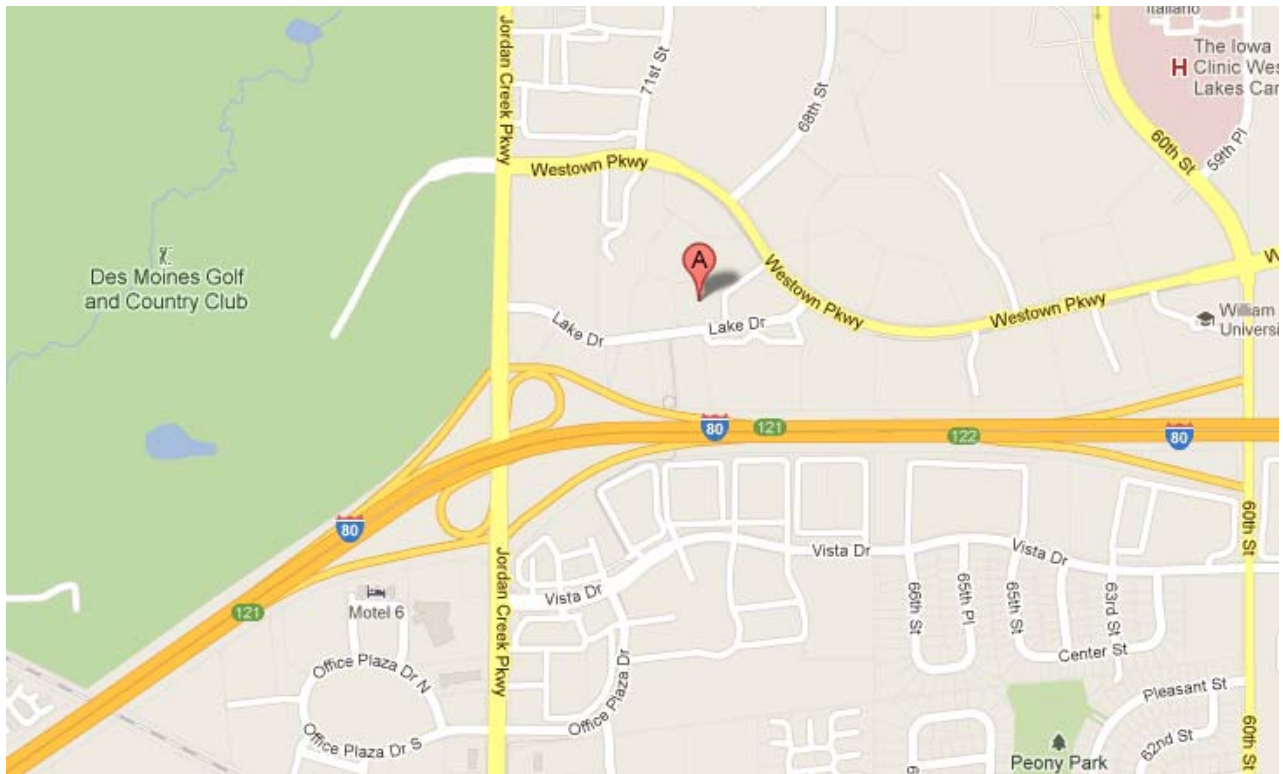 Italiano
H
The Iowa
Clinic Wes
Lakes Car
Jordan Creek Pkwy
71st St
68th St
60th St
59th Pl
Westown Pkwy
Des Moines Golf
and Country Club
A
Westown Pkwy
Westown Pkwy
W
Lake Dr
Lake Dr
William
Universi
80
121
122
80
80
121
Jordan Creek Pkwy
60th St
Vista Dr
Vista Dr
Vista Dr
Motel 6
66th St
65th Pl
65th St
63rd St
Center St
Office Plaza Dr N
Office Plaza Dr
Office Plaza Dr S
Pleasant St
62nd St
60th St
Peony Park